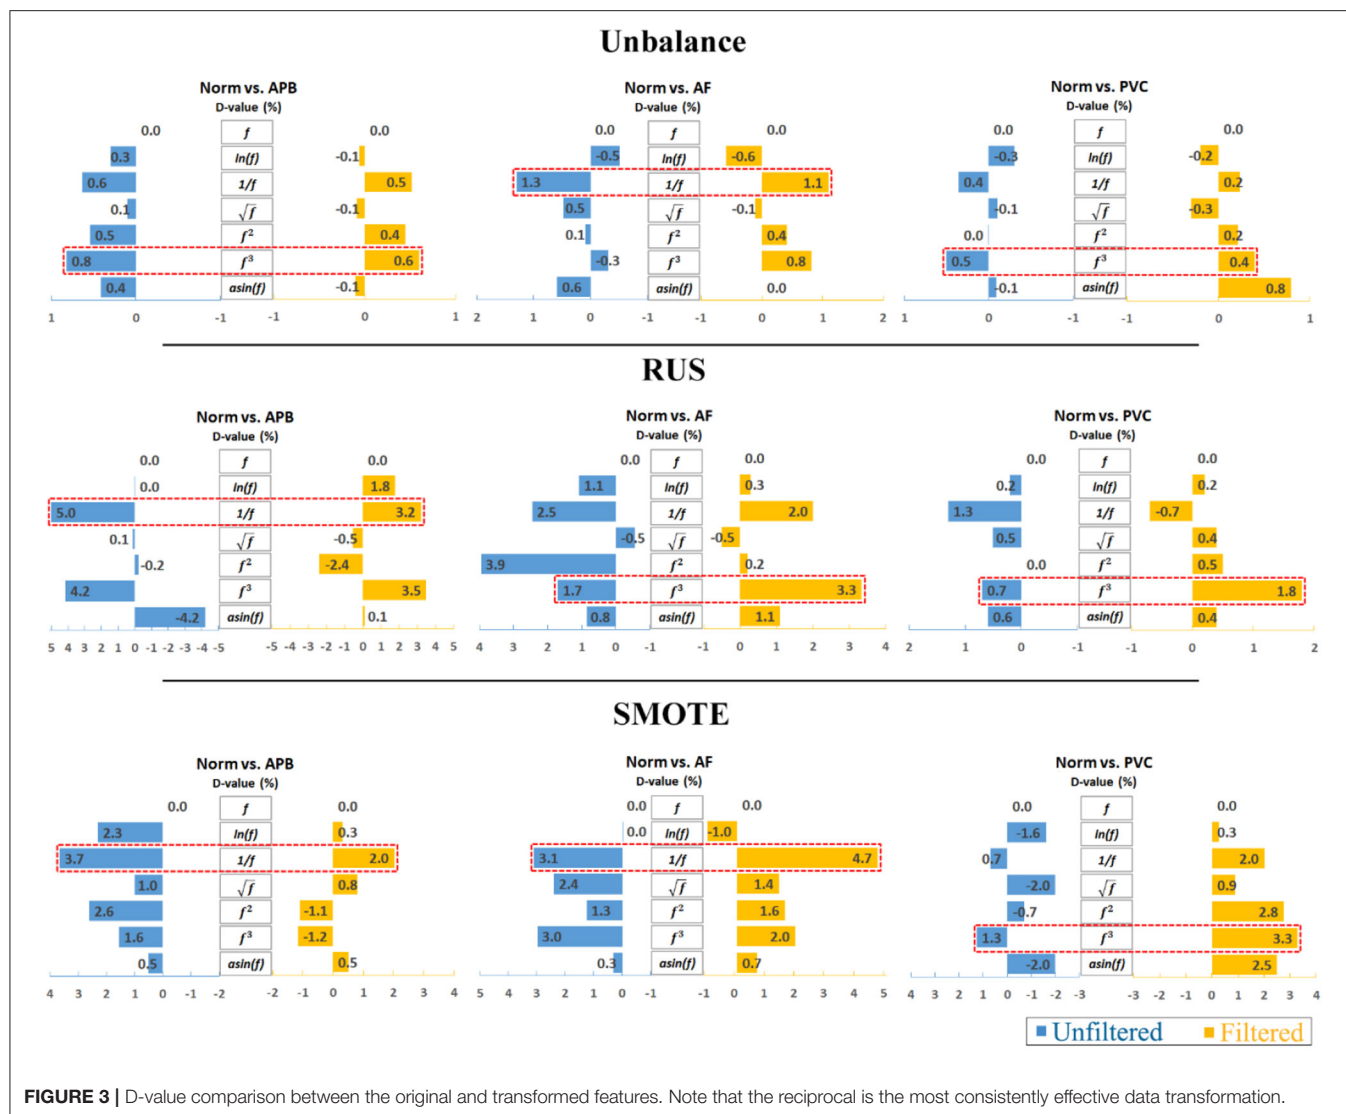 Unbalance
Norm vs. APB
D-value (%)
0.0 f 0.0
0.3 ln(f) -0.1
0.6 1/f 0.5
0.1 √f -0.1
0.5 f² 0.4
0.8 f³ 0.6
0.4 asin(f) -0.1
1 0 -1 -1 0 1
Norm vs. AF
D-value (%)
0.0 f 0.0
-0.5 ln(f) -0.6
1.3 1/f 1.1
0.5 √f -0.1
0.1 f² 0.4
-0.3 f³ 0.8
0.6 asin(f) 0.0
2 1 0 -1 -1 0 1 2
Norm vs. PVC
D-value (%)
0.0 f 0.0
-0.3 ln(f) -0.2
0.4 1/f 0.2
-0.1 √f -0.3
0.0 f² 0.2
0.5 f³ 0.4
-0.1 asin(f) 0.8
1 0 -1 -1 0 1
RUS
Norm vs. APB
D-value (%)
0.0 f 0.0
0.0 ln(f) 1.8
5.0 1/f 3.2
0.1 √f -0.5
-0.2 f² -2.4
4.2 f³ 3.5
-4.2 asin(f) 0.1
5 4 3 2 1 0 -1 -2 -3 -4 -5 -5 -4 -3 -2 -1 0 1 2 3 4 5
Norm vs. AF
D-value (%)
0.0 f 0.0
1.1 ln(f) 0.3
2.5 1/f 2.0
-0.5 √f -0.5
3.9 f² 0.2
1.7 f³ 3.3
0.8 asin(f) 1.1
4 3 2 1 0 -1 -1 0 1 2 3 4
Norm vs. PVC
D-value (%)
0.0 f 0.0
0.2 ln(f) 0.2
1.3 1/f -0.7
0.5 √f 0.4
0.0 f² 0.5
0.7 f³ 1.8
0.6 asin(f) 0.4
2 1 0 -1 -1 0 1 2
SMOTE
Norm vs. APB
D-value (%)
0.0 f 0.0
2.3 ln(f) 0.3
3.7 1/f 2.0
1.0 √f 0.8
2.6 f² -1.1
1.6 f³ -1.2
0.5 asin(f) 0.5
4 3 2 1 0 -1 -2 -2 -1 0 1 2 3 4
Norm vs. AF
D-value (%)
0.0 f 0.0
0.0 ln(f) -1.0
3.1 1/f 4.7
2.4 √f 1.4
1.3 f² 1.6
3.0 f³ 2.0
0.3 asin(f) 0.7
5 4 3 2 1 0 -1 -1 0 1 2 3 4 5
Norm vs. PVC
D-value (%)
0.0 f 0.0
-1.6 ln(f) 0.3
0.7 1/f 2.0
-2.0 √f 0.9
-0.7 f² 2.8
1.3 f³ 3.3
-2.0 asin(f) 2.5
4 3 2 1 0 -1 -2 -3 -3 -2 -1 0 1 2 3 4
Unfiltered Filtered
FIGURE 3 | D-value comparison between the original and transformed features. Note that the reciprocal is the most consistently effective data transformation.